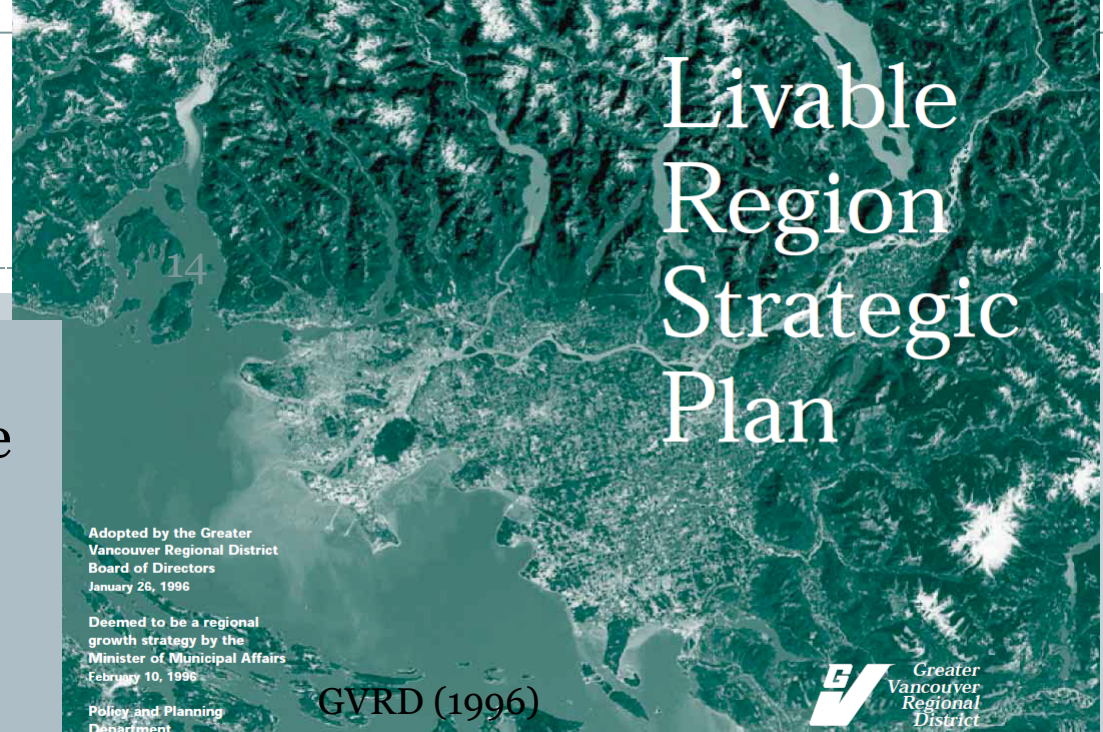 Livable
Region
Strategic
Plan
14
e
Adopted by the Greater
Vancouver Regional District
Board of Directors
January 26, 1996
Deemed to be a regional
growth strategy by the
Minister of Municipal Affairs
February 10, 1996
Policy and Planning
Department
GVRD (1996)
GV
Greater
Vancouver
Regional
District